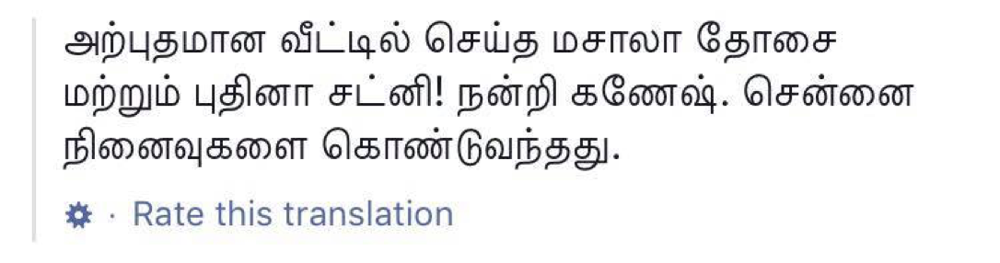 அற்புதமான வீட்டில் செய்த மசாலா தோசை
மற்றும் புதினா சட்னி! நன்றி கணேஷ். சென்னை
நினைவுகளை கொண்டுவந்தது.
· Rate this translation